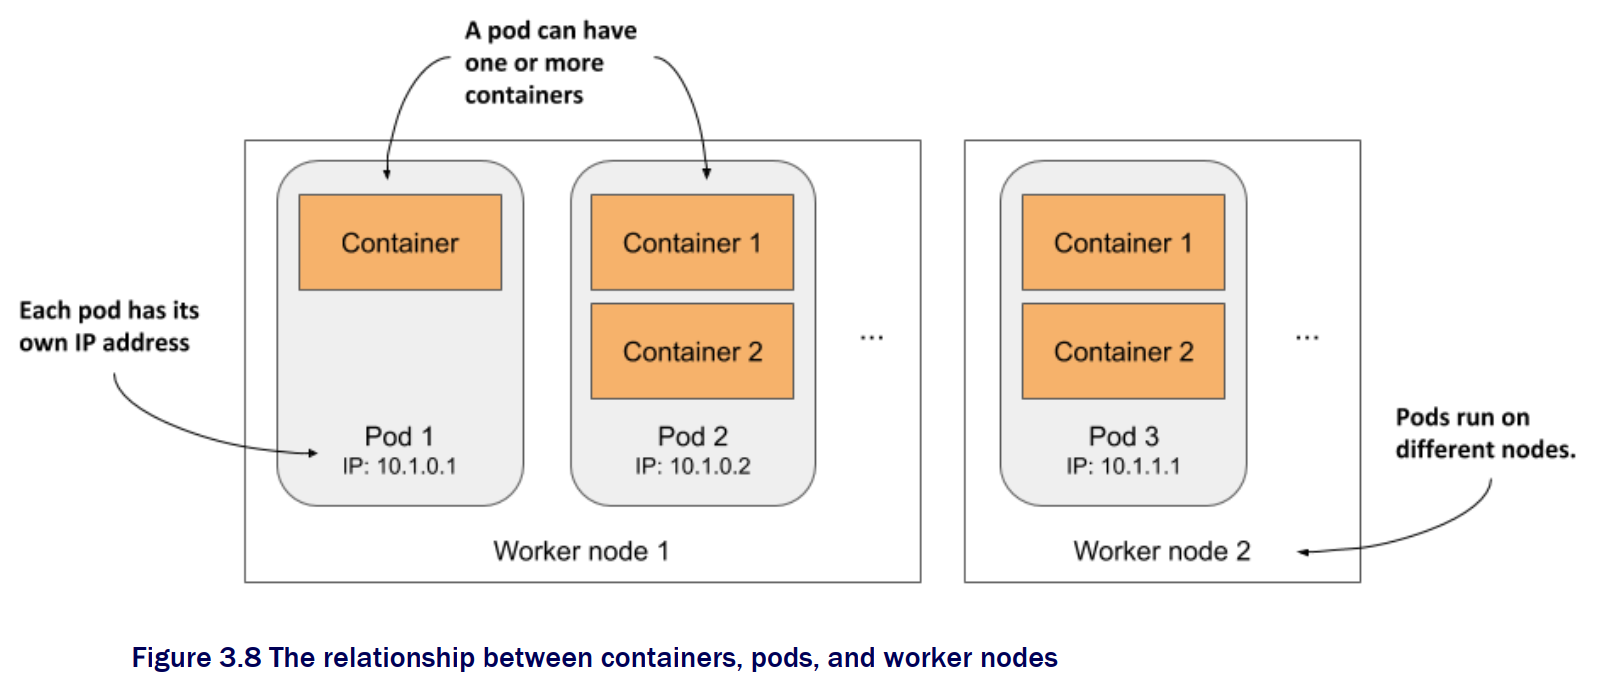 A pod can have
one or more
containers
Each pod has its
own IP address
Container
Pod 1
IP: 10.1.0.1
Container 1
Container 2
Pod 2
IP: 10.1.0.2
...
Worker node 1
Container 1
Container 2
Pod 3
IP: 10.1.1.1
...
Worker node 2
Pods run on
different nodes.
Figure 3.8 The relationship between containers, pods, and worker nodes